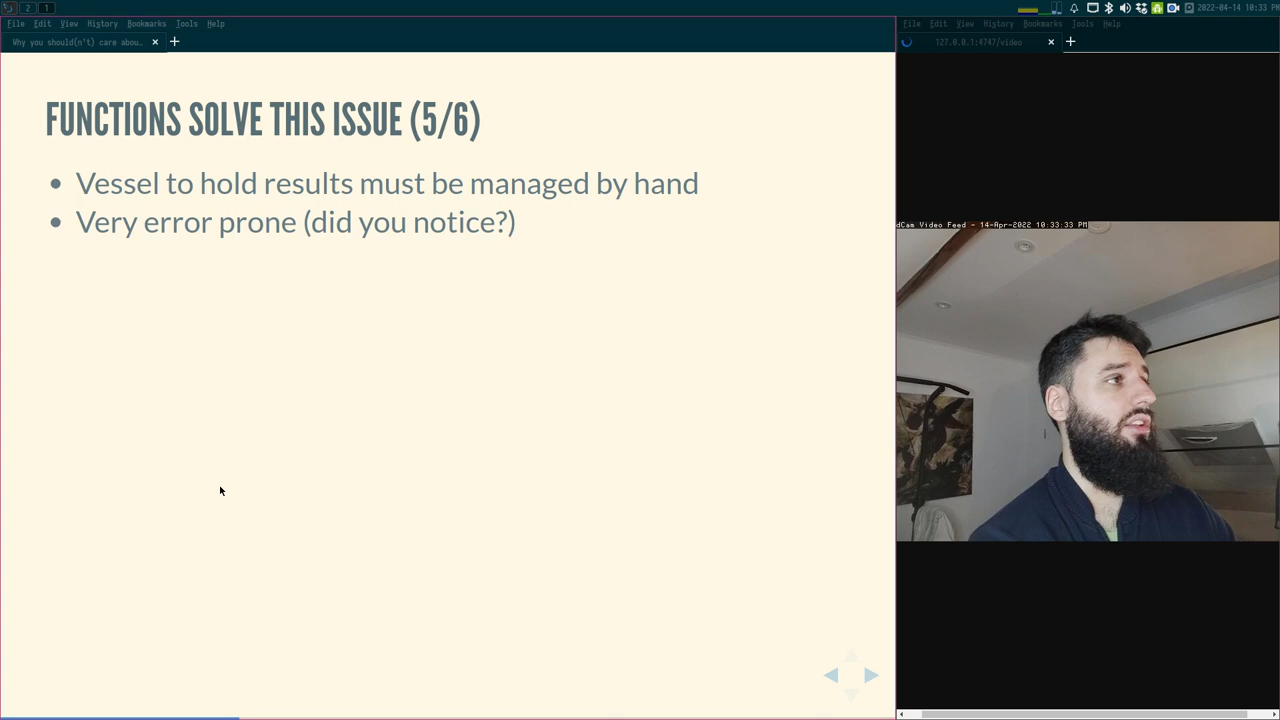 2 1 2022-04-14 10:33 PM
File Edit View History Bookmarks Tools Help
File Edit View History Bookmarks Tools Help
Why you should(n't) care abou…
127.0.0.1:4747/video
FUNCTIONS SOLVE THIS ISSUE (5/6)
• Vessel to hold results must be managed by hand
• Very error prone (did you notice?)
dCam Video Feed - 14-Apr-2022 10:33:33 PM